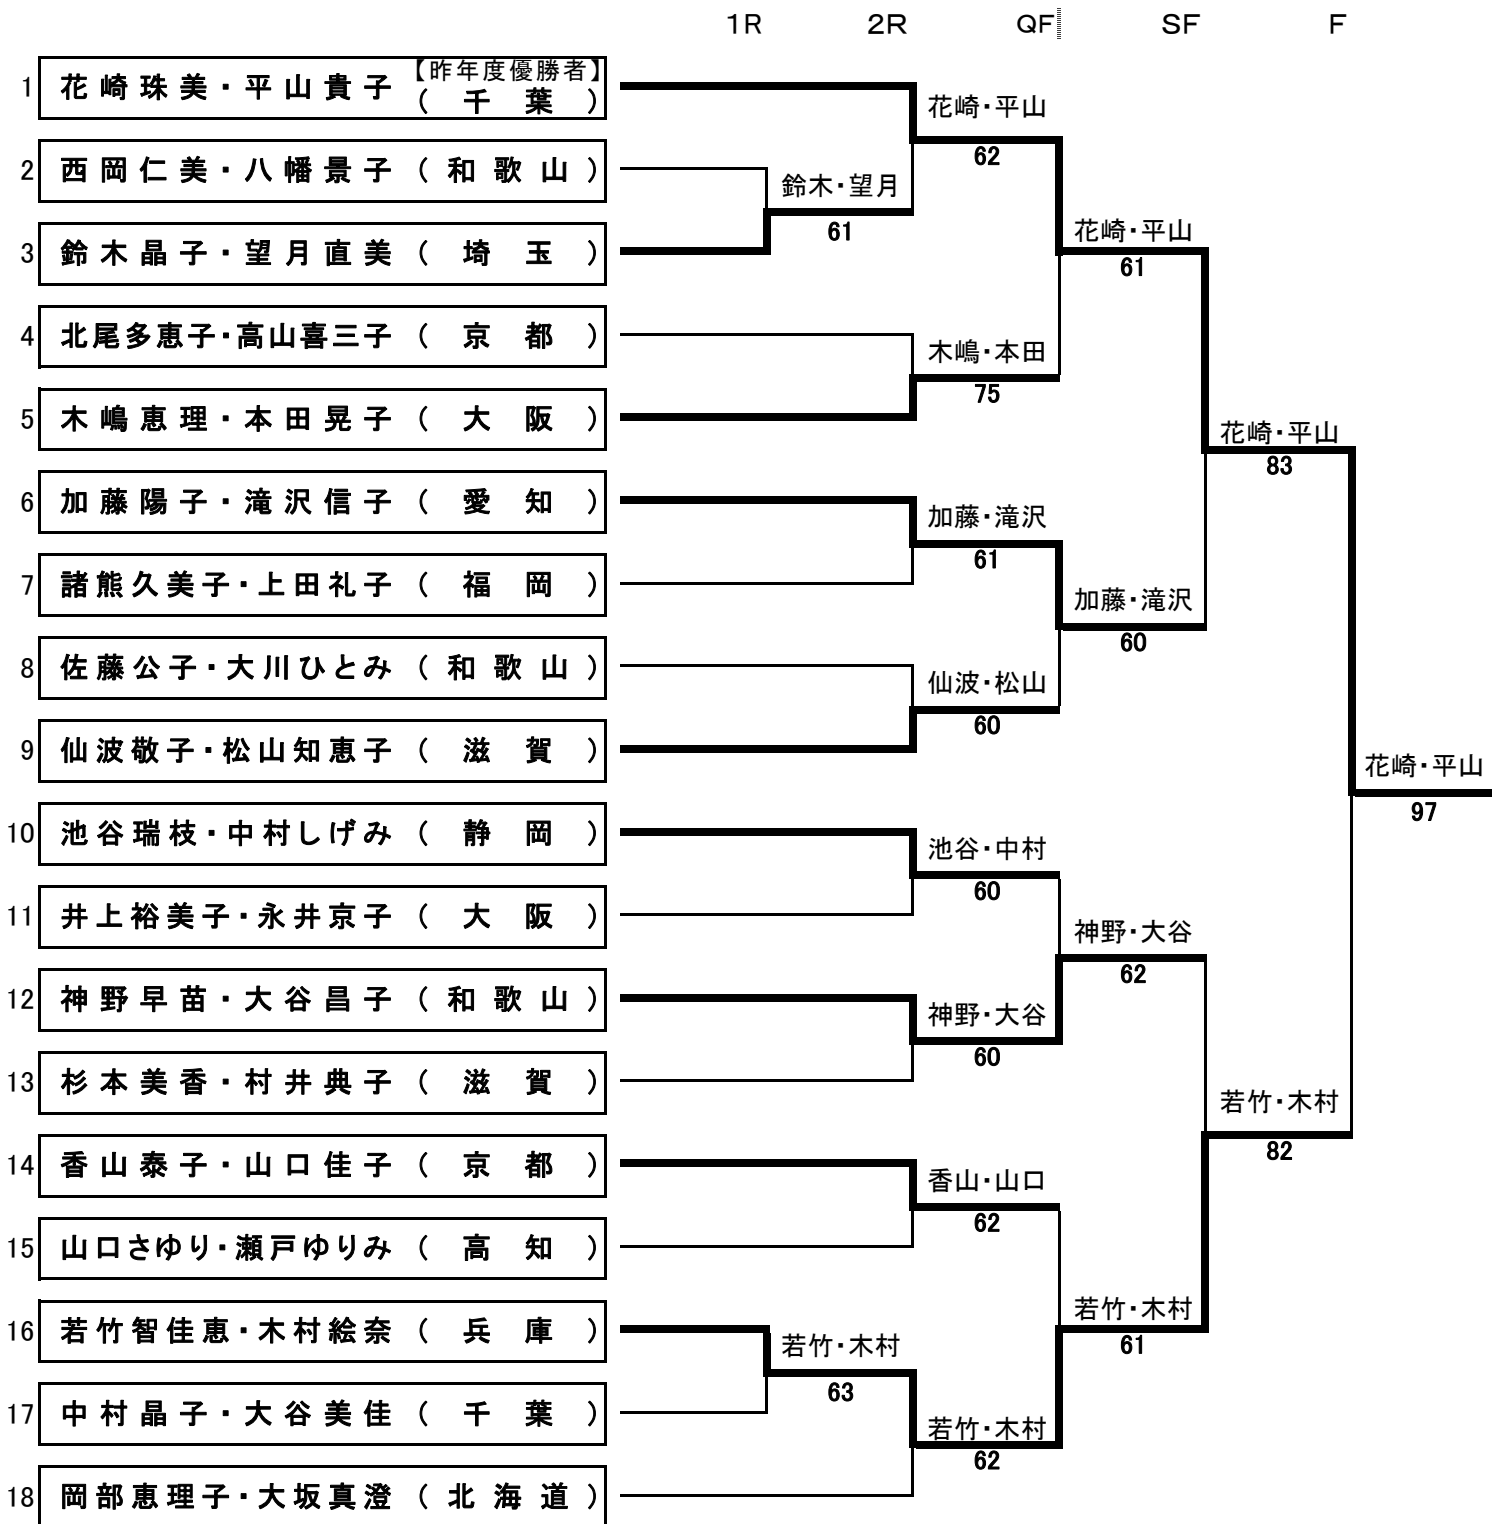 1R 2R QF SF F
1 花崎珠美・平山貴子 【昨年度優勝者】 (千葉)
2 西岡仁美・八幡景子 (和歌山)
3 鈴木晶子・望月直美 (埼玉)
4 北尾多恵子・高山喜三子 (京都)
5 木嶋恵理・本田晃子 (大阪)
6 加藤陽子・滝沢信子 (愛知)
7 諸熊久美子・上田礼子 (福岡)
8 佐藤公子・大川ひとみ (和歌山)
9 仙波敬子・松山知恵子 (滋賀)
10 池谷瑞枝・中村しげみ (静岡)
11 井上裕美子・永井京子 (大阪)
12 神野早苗・大谷昌子 (和歌山)
13 杉本美香・村井典子 (滋賀)
14 香山泰子・山口佳子 (京都)
15 山口さゆり・瀬戸ゆりみ (高知)
16 若竹智佳恵・木村絵奈 (兵庫)
17 中村晶子・大谷美佳 (千葉)
18 岡部恵理子・大坂真澄 (北海道)
鈴木・望月
61
若竹・木村
63
花崎・平山
62
木嶋・本田
75
加藤・滝沢
61
仙波・松山
60
池谷・中村
60
神野・大谷
60
香山・山口
62
若竹・木村
62
花崎・平山
61
加藤・滝沢
60
神野・大谷
62
若竹・木村
61
花崎・平山
83
若竹・木村
82
花崎・平山
97